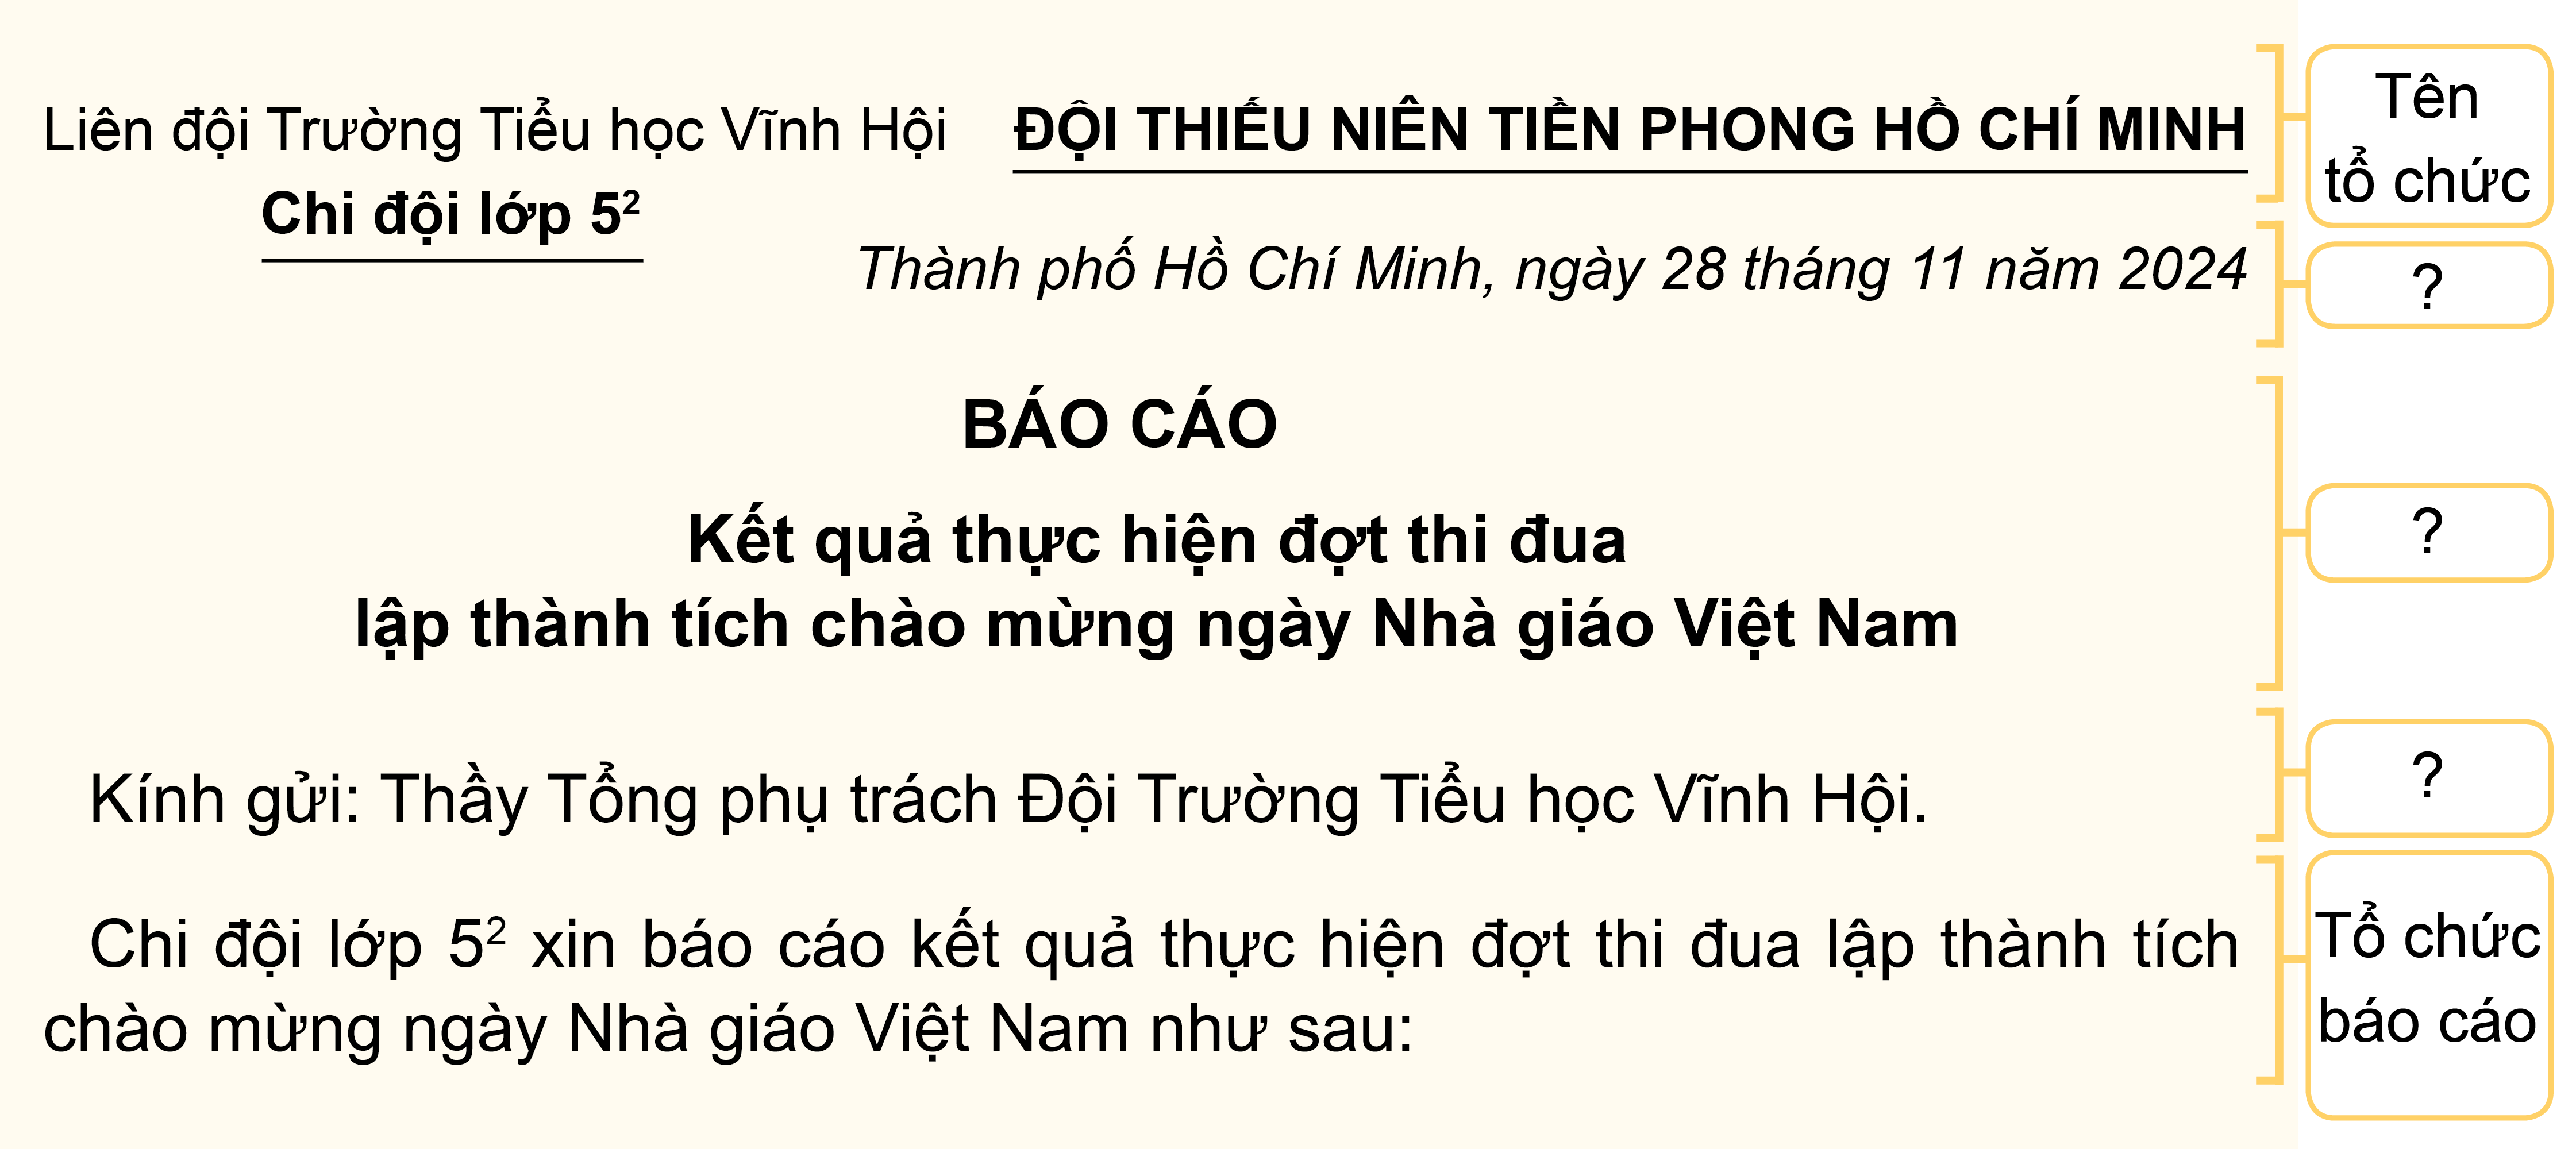 Liên đội Trường Tiểu học Vĩnh Hội
Chi đội lớp 5²
ĐỘI THIẾU NIÊN TIỀN PHONG HỒ CHÍ MINH
Tên
tổ chức
Thành phố Hồ Chí Minh, ngày 28 tháng 11 năm 2024
?
BÁO CÁO
Kết quả thực hiện đợt thi đua
lập thành tích chào mừng ngày Nhà giáo Việt Nam
?
Kính gửi: Thầy Tổng phụ trách Đội Trường Tiểu học Vĩnh Hội.
?
Chi đội lớp 5² xin báo cáo kết quả thực hiện đợt thi đua lập thành tích
chào mừng ngày Nhà giáo Việt Nam như sau:
Tổ chức
báo cáo